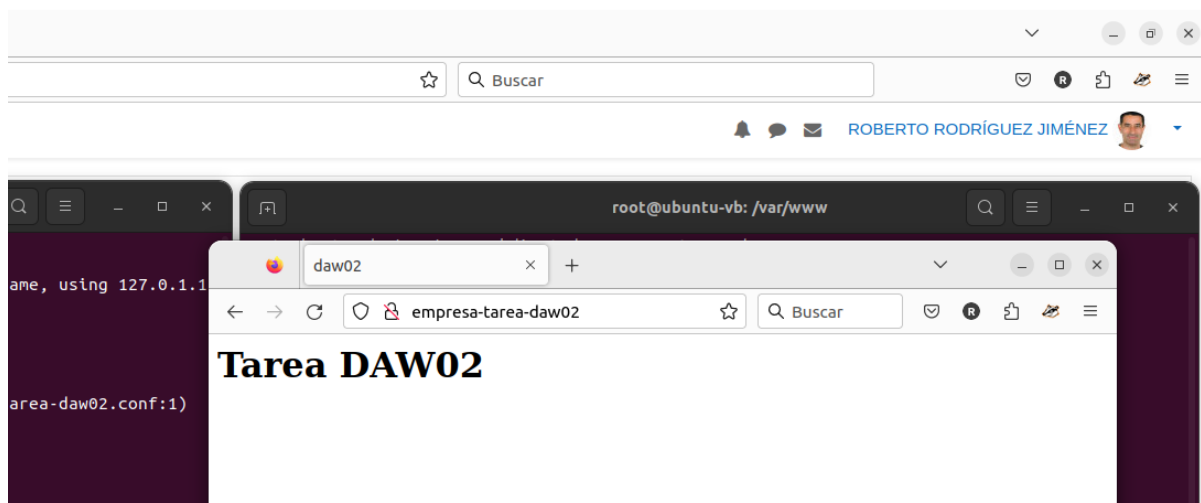 Buscar
R
ROBERTO RODRÍGUEZ JIMÉNEZ
root@ubuntu-vb: /var/www
daw02
ame, using 127.0.1.1
empresa-tarea-daw02
Buscar
R
Tarea DAW02
area-daw02.conf:1)